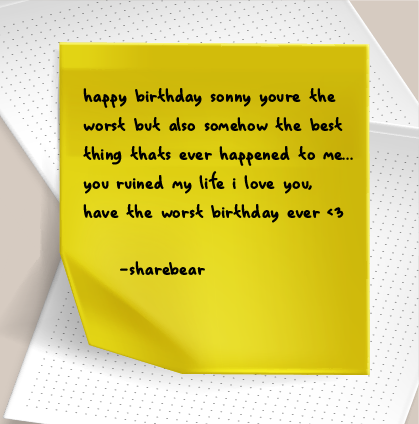 happy birthday sonny youre the
worst but also somehow the best
thing thats ever happened to me...
you ruined my life i love you,
have the worst birthday ever <3
-sharebear